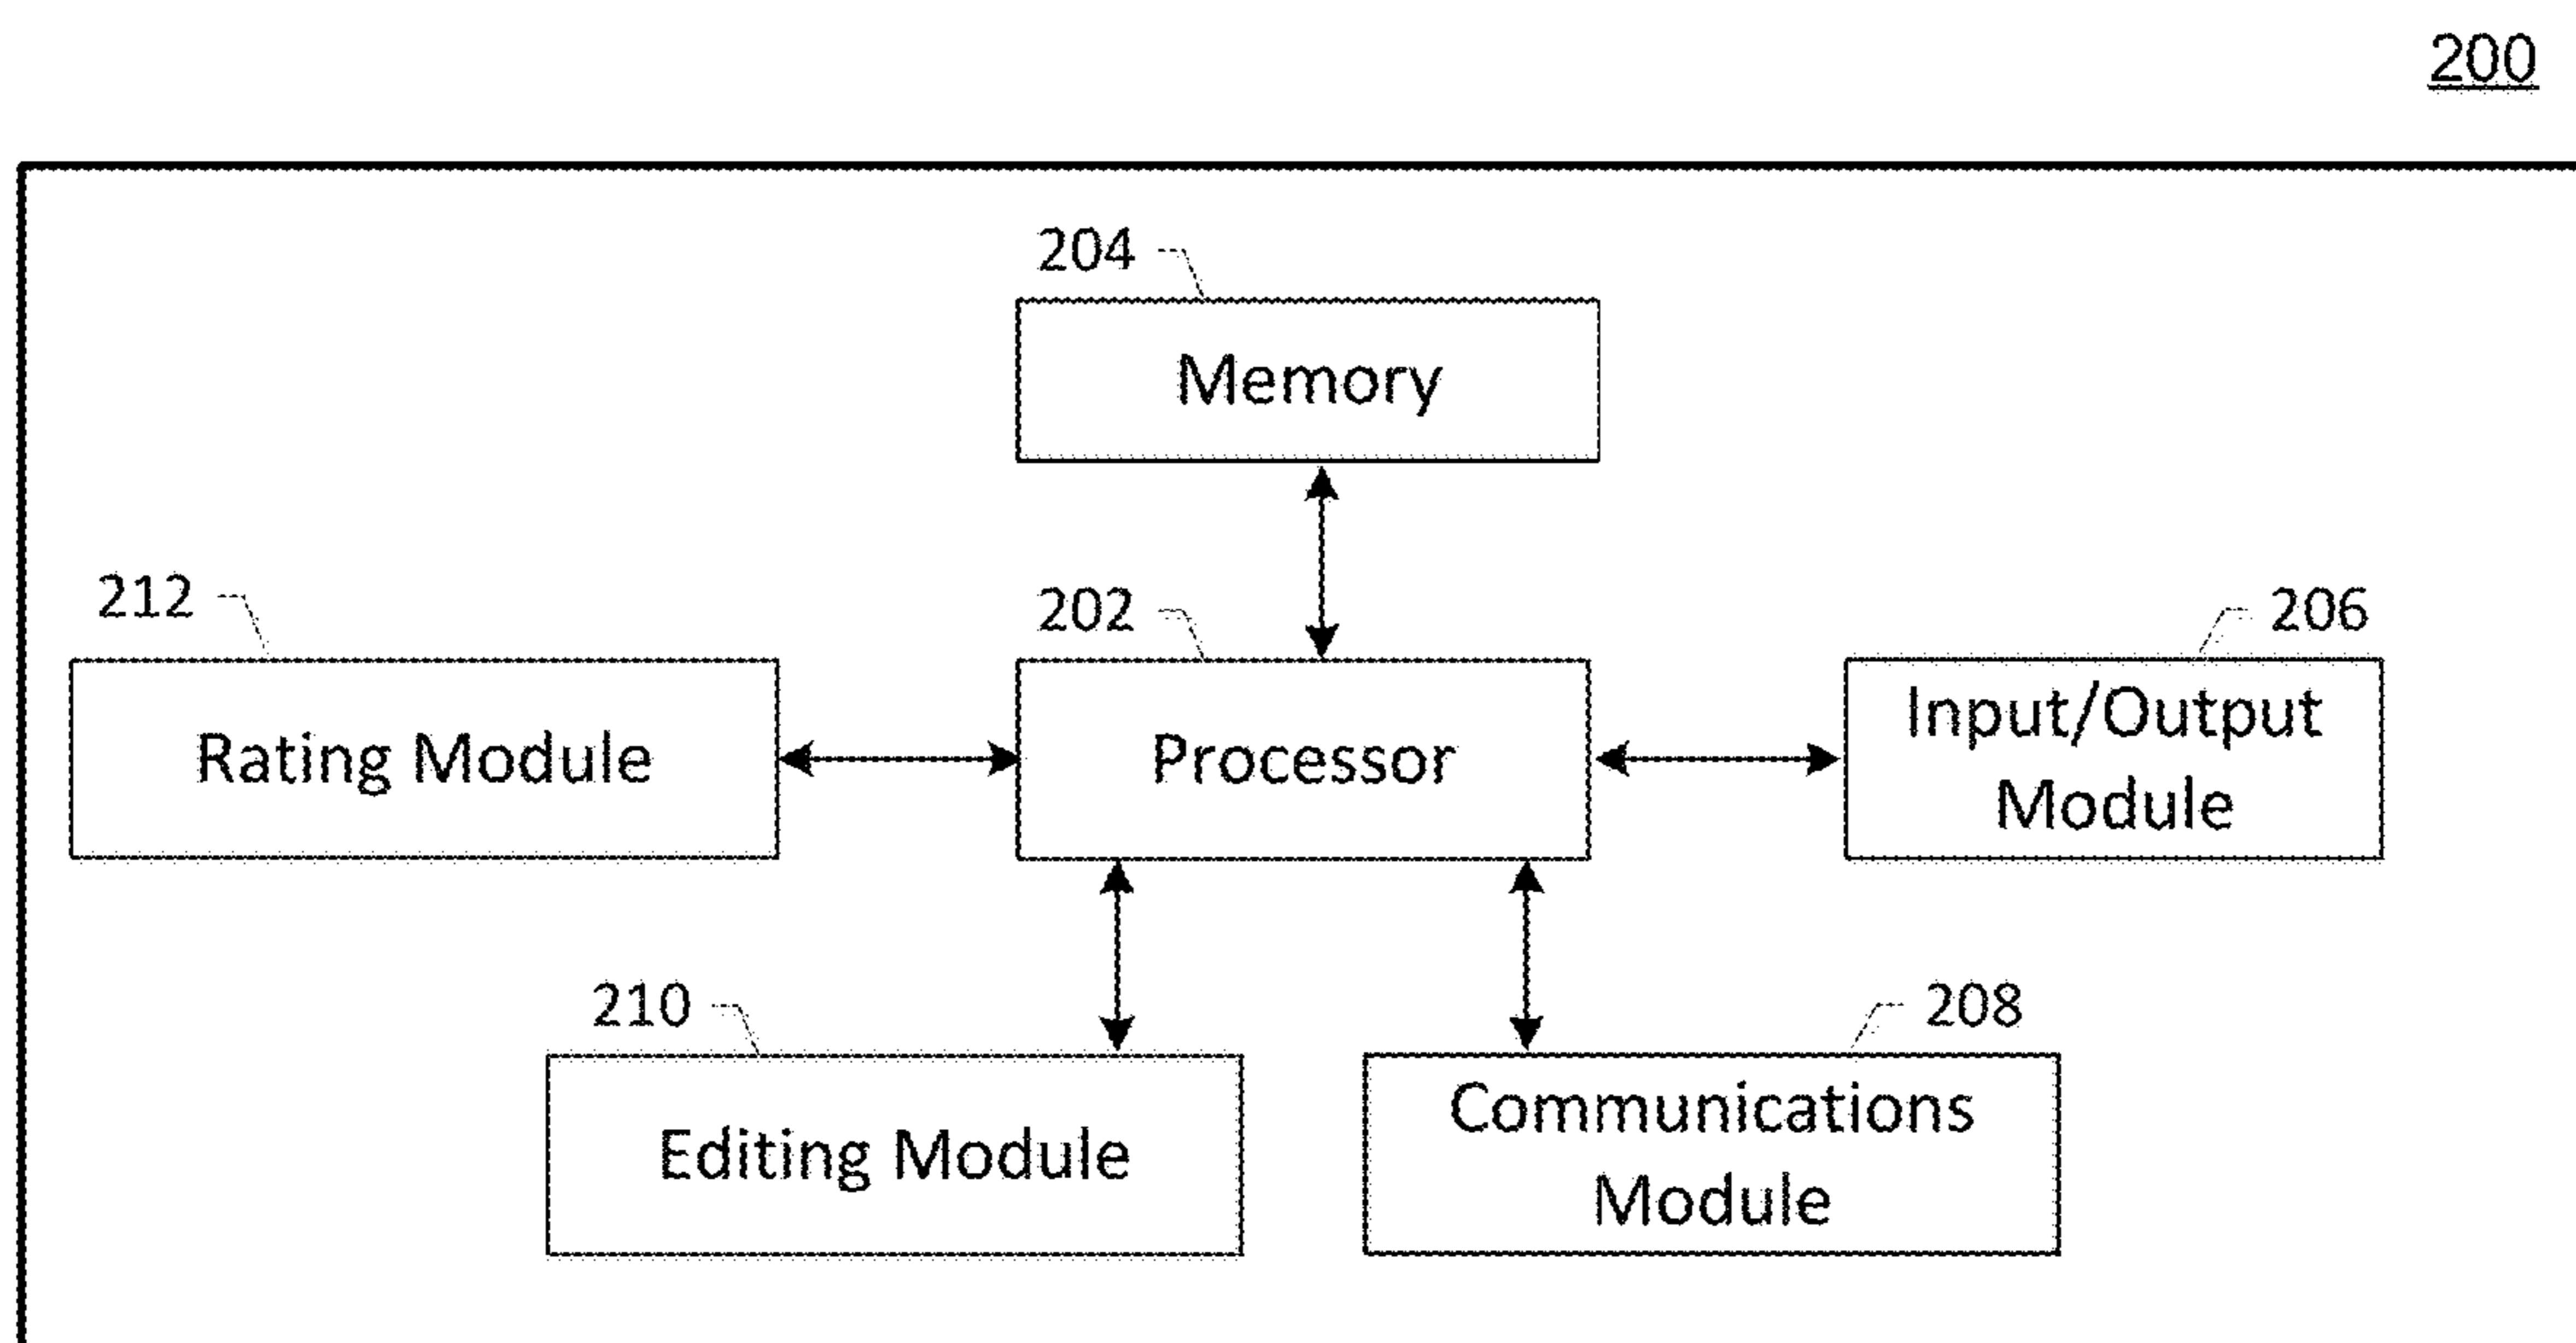 200
204
Memory
212
202
206
Rating Module
Processor
Input/Output
Module
210
208
Editing Module
Communications
Module